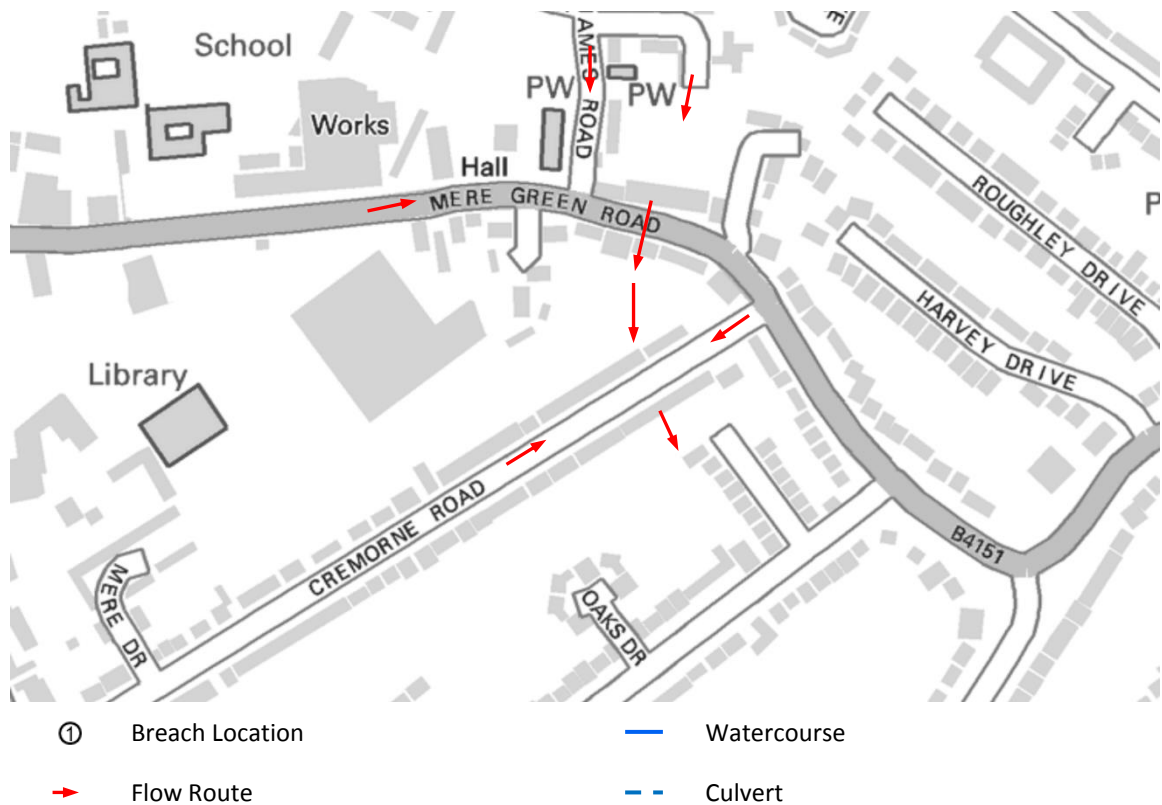 School
AMES ROAD
PW
PW
Works
Hall
MERE GREEN ROAD
ROUGHLEY DRIVE
P
HARVEY DRIVE
Library
CREMORNE ROAD
B4151
MERE DR
OAKS DR
1 Breach Location
Watercourse
Flow Route
Culvert